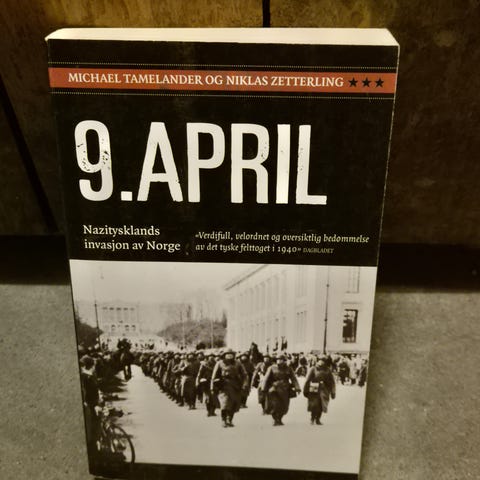 MICHAEL TAMELANDER OG NIKLAS ZETTERLING ★★★
9.APRIL
Nazitysklands
invasjon av Norge
«Verdifull, velordnet og oversiktlig bedømmelse
av det tyske felttoget i 1940» DAGBLADET